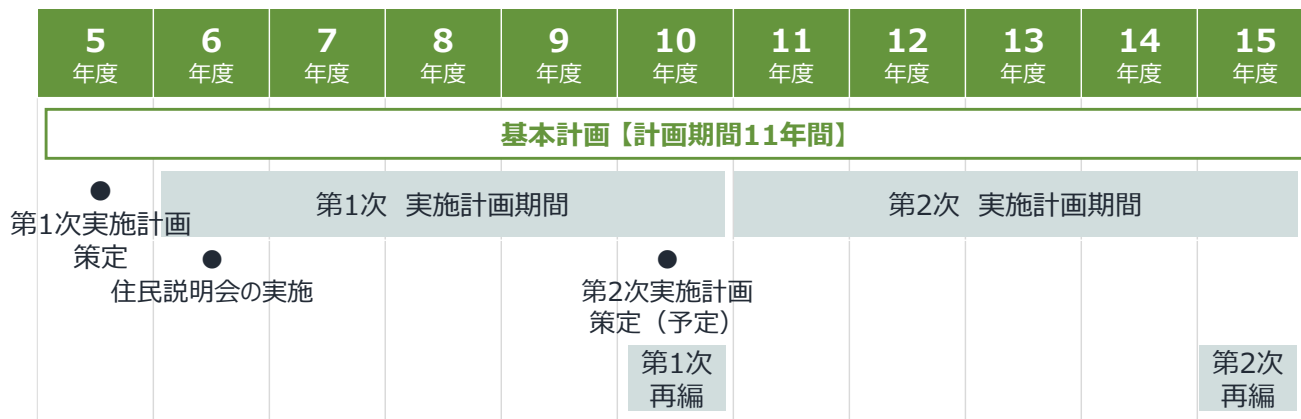 5 6 7 8 9 10 11 12 13 14 15
年度 年度 年度 年度 年度 年度 年度 年度 年度 年度 年度
基本計画【計画期間11年間】
第1次 実施計画期間
第2次 実施計画期間
第1次実施計画
策定
住民説明会の実施
第2次実施計画
策定（予定）
第1次
再編
第2次
再編